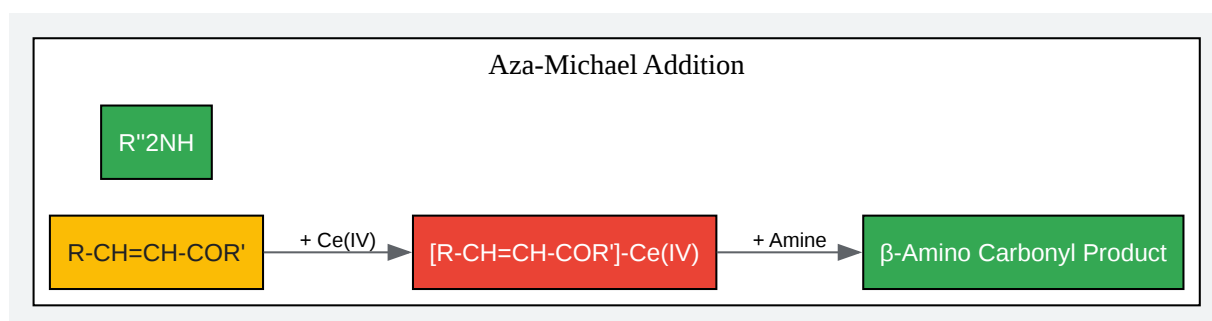 Aza-Michael Addition
R"2NH
R-CH=CH-COR'
+ Ce(IV)
[R-CH=CH-COR']-Ce(IV)
+ Amine
β-Amino Carbonyl Product